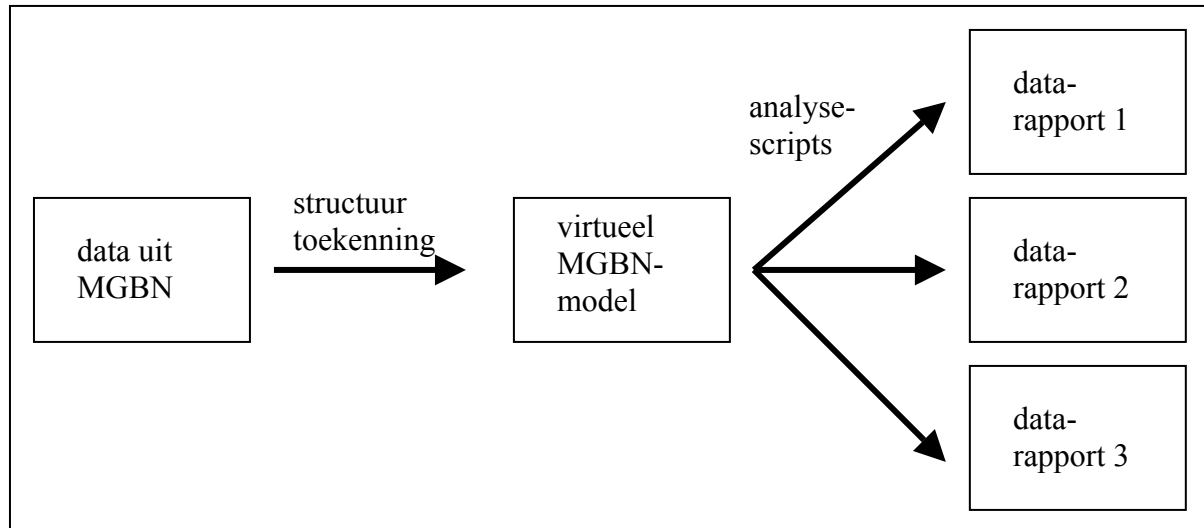 data uit
MGBN
structuur
toekenning
virtueel
MGBN-
model
analyse-
scripts
data-
rapport 1
data-
rapport 2
data-
rapport 3